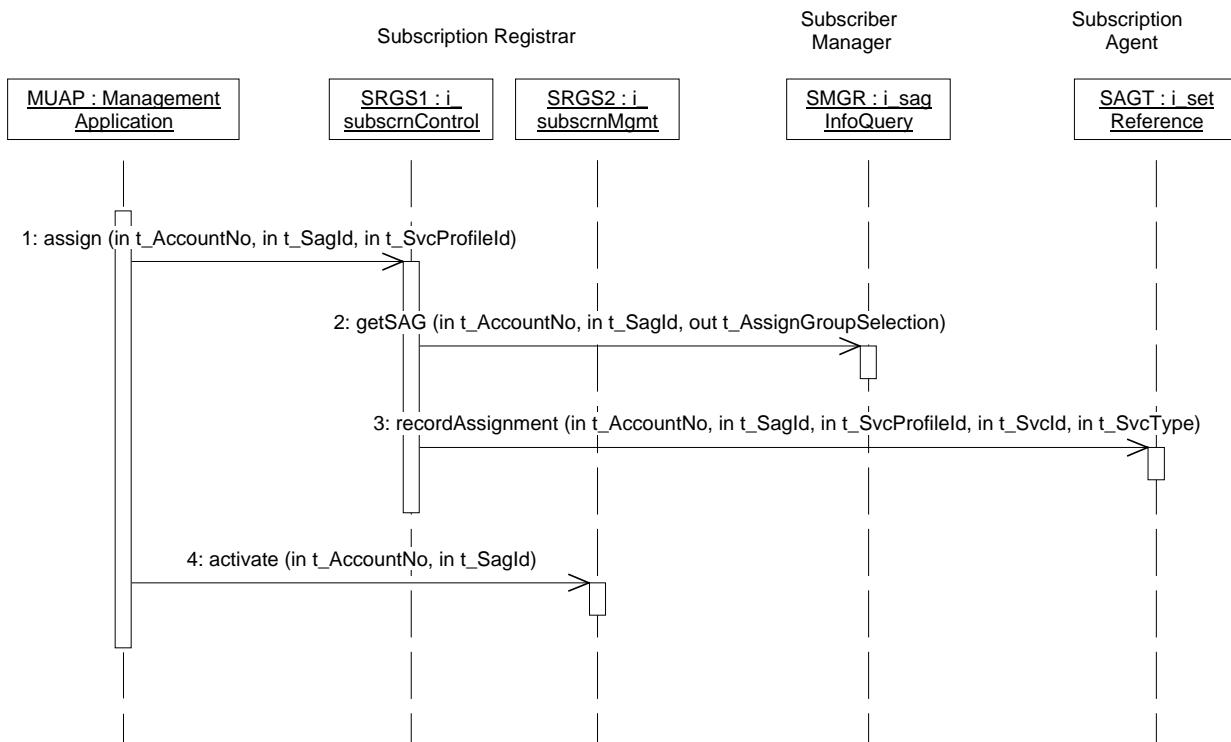 Subscription Registrar
Subscriber
Manager
Subscription
Agent
MUAP : Management
Application
SRGS1 : i_
subscrnControl
SRGS2 : i_
subscrnMgmt
SMGR : i_sag
InfoQuery
SAGT : i_set
Reference
1: assign (in t_AccountNo, in t_SagId, in t_SvcProfileId)
2: getSAG (in t_AccountNo, in t_SagId, out t_AssignGroupSelection)
3: recordAssignment (in t_AccountNo, in t_SagId, in t_SvcProfileId, in t_SvcId, in t_SvcType)
4: activate (in t_AccountNo, in t_SagId)